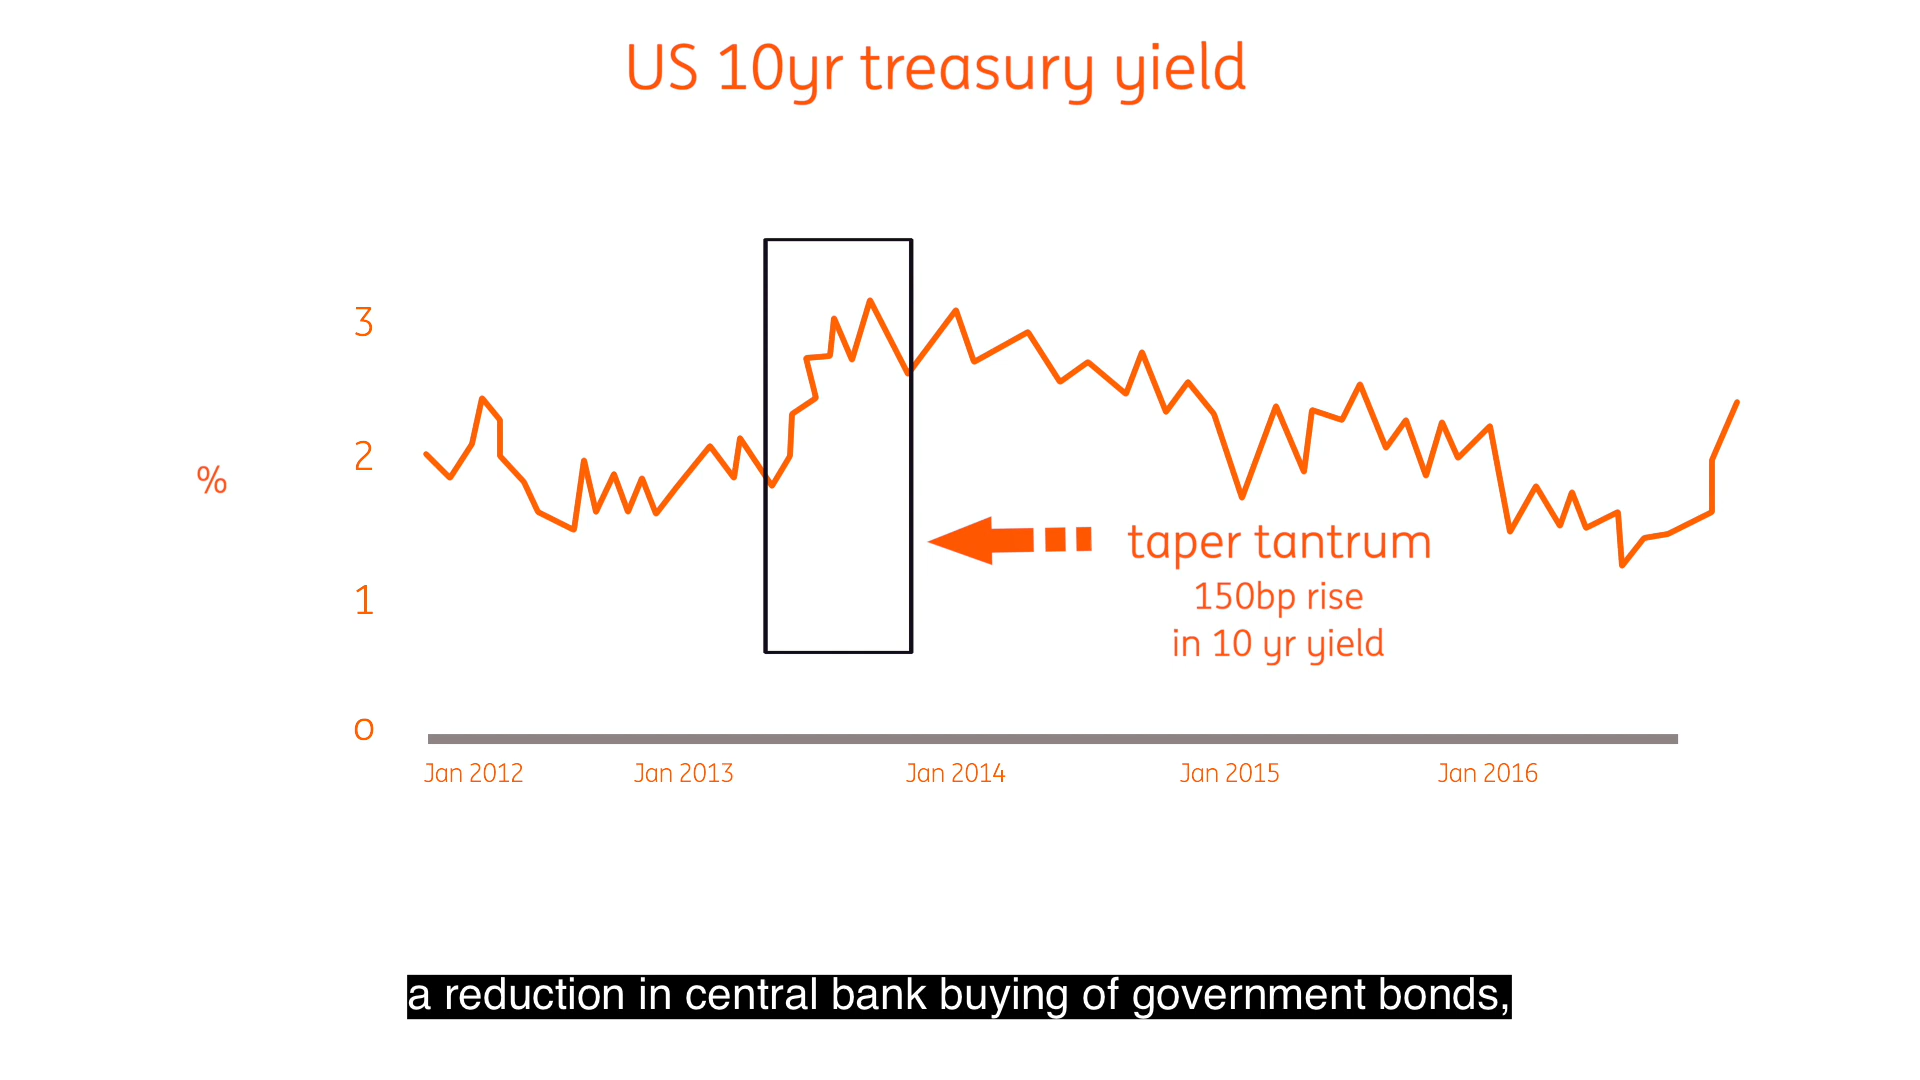 US 10yr treasury yield
3
2
%
1
0
taper tantrum
150bp rise
in 10 yr yield
Jan 2012 Jan 2013 Jan 2014 Jan 2015 Jan 2016
a reduction in central bank buying of government bonds,